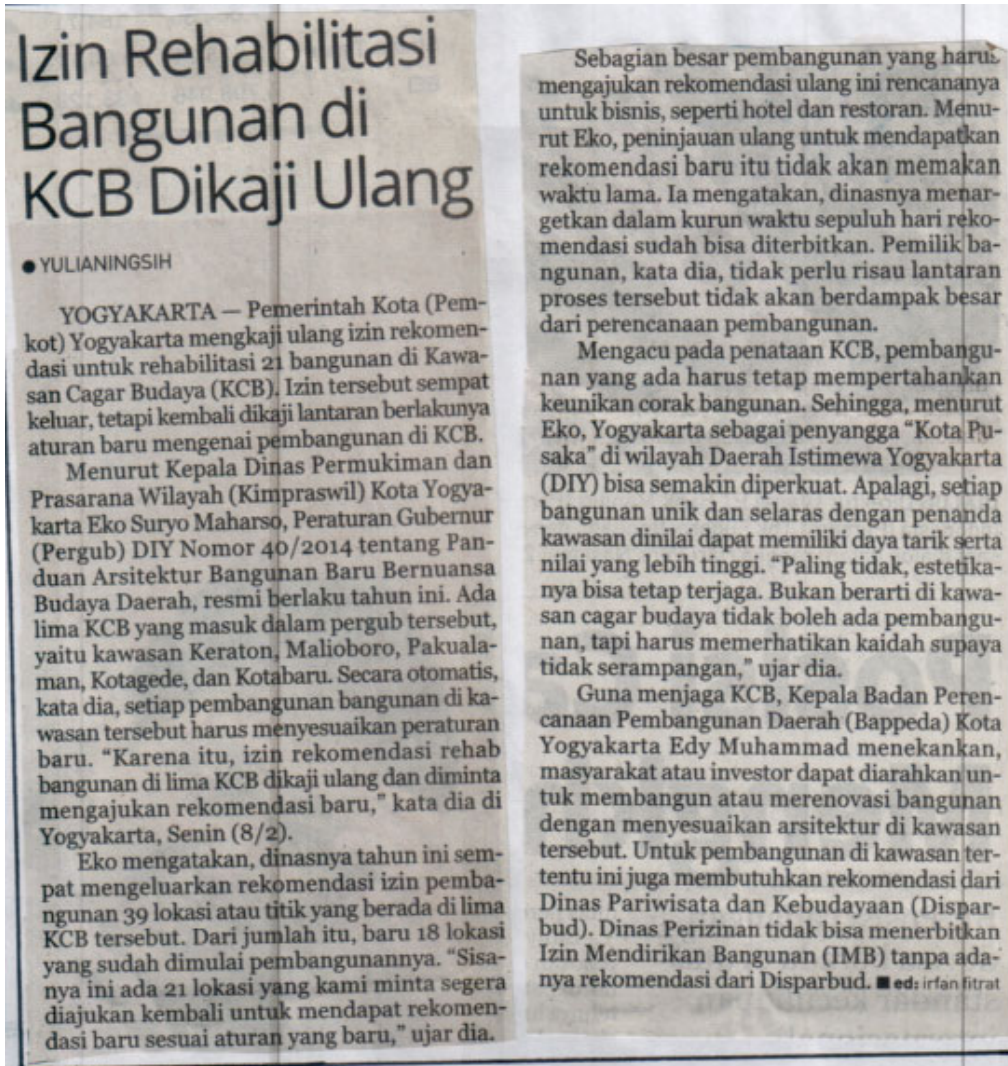 Izin Rehabilitasi
Bangunan di
KCB Dikaji Ulang
● YULIANINGSIH
YOGYAKARTA — Pemerintah Kota (Pem-
kot) Yogyakarta mengkaji ulang izin rekomen-
dasi untuk rehabilitasi 21 bangunan di Kawa-
san Cagar Budaya (KCB). Izin tersebut sempat
keluar, tetapi kembali dikaji lantaran berlakunya
aturan baru mengenai pembangunan di KCB.
Menurut Kepala Dinas Permukiman dan
Prasarana Wilayah (Kimpraswil) Kota Yogya-
karta Eko Suryo Maharso, Peraturan Gubernur
(Pergub) DIY Nomor 40/2014 tentang Pan-
duan Arsitektur Bangunan Baru Bernuansa
Budaya Daerah, resmi berlaku tahun ini. Ada
lima KCB yang masuk dalam pergub tersebut,
yaitu kawasan Keraton, Malioboro, Pakuala-
man, Kotagede, dan Kotabaru. Secara otomatis,
kata dia, setiap pembangunan bangunan di ka-
wasan tersebut harus menyesuaikan peraturan
baru. “Karena itu, izin rekomendasi rehab
bangunan di lima KCB dikaji ulang dan diminta
mengajukan rekomendasi baru,” kata dia di
Yogyakarta, Senin (8/2).
Eko mengatakan, dinasnya tahun ini sem-
pat mengeluarkan rekomendasi izin pemba-
ngunan 39 lokasi atau titik yang berada di lima
KCB tersebut. Dari jumlah itu, baru 18 lokasi
yang sudah dimulai pembangunannya. “Sisa-
nya ini ada 21 lokasi yang kami minta segera
diajukan kembali untuk mendapat rekomen-
dasi baru sesuai aturan yang baru,” ujar dia.
Sebagian besar pembangunan yang harus
mengajukan rekomendasi ulang ini rencananya
untuk bisnis, seperti hotel dan restoran. Menu-
rut Eko, peninjauan ulang untuk mendapatkan
rekomendasi baru itu tidak akan memakan
waktu lama. Ia mengatakan, dinasnya menar-
getkan dalam kurun waktu sepuluh hari reko-
mendasi sudah bisa diterbitkan. Pemilik ba-
ngunan, kata dia, tidak perlu risau lantaran
proses tersebut tidak akan berdampak besar
dari perencanaan pembangunan.
Mengacu pada penataan KCB, pembangu-
nan yang ada harus tetap mempertahankan
keunikan corak bangunan. Sehingga, menurut
Eko, Yogyakarta sebagai penyangga “Kota Pu-
saka” di wilayah Daerah Istimewa Yogyakarta
(DIY) bisa semakin diperkuat. Apalagi, setiap
bangunan unik dan selaras dengan penanda
kawasan dinilai dapat memiliki daya tarik serta
nilai yang lebih tinggi. “Paling tidak, estetika-
nya bisa tetap terjaga. Bukan berarti di kawa-
san cagar budaya tidak boleh ada pembangu-
nan, tapi harus memerhatikan kaidah supaya
tidak serampangan,” ujar dia.
Guna menjaga KCB, Kepala Badan Peren-
canaan Pembangunan Daerah (Bappeda) Kota
Yogyakarta Edy Muhammad menekankan,
masyarakat atau investor dapat diarahkan un-
tuk membangun atau merenovasi bangunan
dengan menyesuaikan arsitektur di kawasan
tersebut. Untuk pembangunan di kawasan ter-
tentu ini juga membutuhkan rekomendasi dari
Dinas Pariwisata dan Kebudayaan (Dispar-
bud). Dinas Perizinan tidak bisa menerbitkan
Izin Mendirikan Bangunan (IMB) tanpa ada-
nya rekomendasi dari Disparbud. ■ ed: irfan fitrat